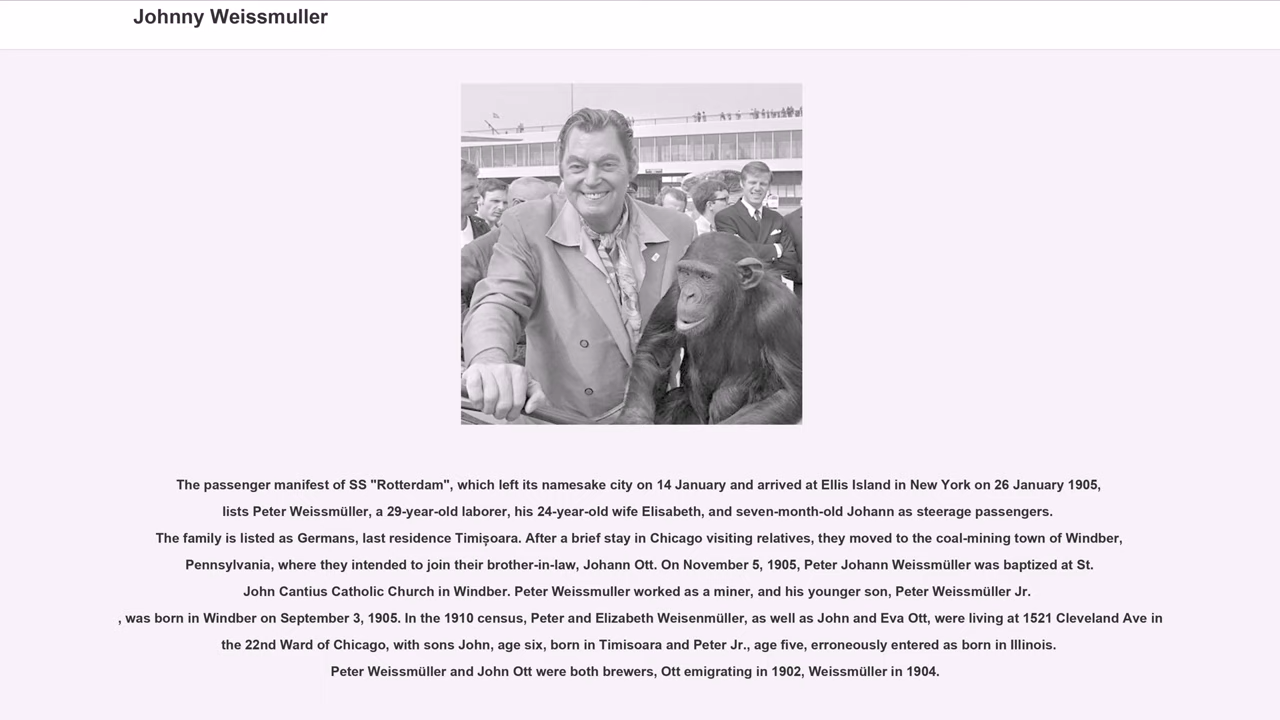 Johnny Weissmuller
The passenger manifest of SS "Rotterdam", which left its namesake city on 14 January and arrived at Ellis Island in New York on 26 January 1905,
lists Peter Weissmüller, a 29-year-old laborer, his 24-year-old wife Elisabeth, and seven-month-old Johann as steerage passengers.
The family is listed as Germans, last residence Timișoara. After a brief stay in Chicago visiting relatives, they moved to the coal-mining town of Windber,
Pennsylvania, where they intended to join their brother-in-law, Johann Ott. On November 5, 1905, Peter Johann Weissmüller was baptized at St.
John Cantius Catholic Church in Windber. Peter Weissmuller worked as a miner, and his younger son, Peter Weissmüller Jr.
, was born in Windber on September 3, 1905. In the 1910 census, Peter and Elizabeth Weisenmüller, as well as John and Eva Ott, were living at 1521 Cleveland Ave in
the 22nd Ward of Chicago, with sons John, age six, born in Timisoara and Peter Jr., age five, erroneously entered as born in Illinois.
Peter Weissmüller and John Ott were both brewers, Ott emigrating in 1902, Weissmüller in 1904.